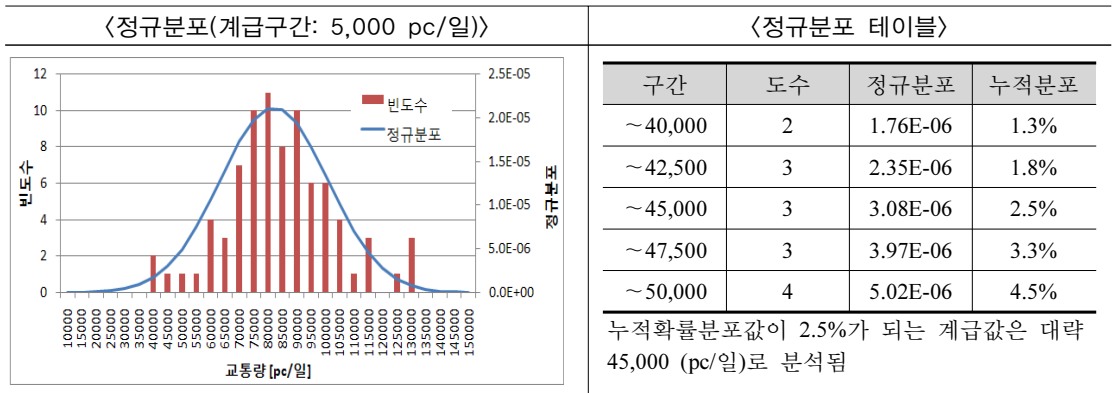 〈정규분포(계급구간: 5,000 pc/일)〉
〈정규분포 테이블〉
12
10
8
6
4
2
0
빈도수
2.5E-05
2.0E-05
1.5E-05
1.0E-05
5.0E-06
0.0E+00
정규분포
빈도수
정규분포
10000
15000
20000
25000
30000
35000
40000
45000
50000
55000
60000
65000
70000
75000
80000
85000
90000
95000
100000
105000
110000
115000
120000
125000
130000
135000
140000
145000
150000
교통량 [pc/일]
구간 도수 정규분포 누적분포
~40,000 2 1.76E-06 1.3%
~42,500 3 2.35E-06 1.8%
~45,000 3 3.08E-06 2.5%
~47,500 3 3.97E-06 3.3%
~50,000 4 5.02E-06 4.5%
누적확률분포값이 2.5%가 되는 계급값은 대략
45,000 (pc/일)로 분석됨